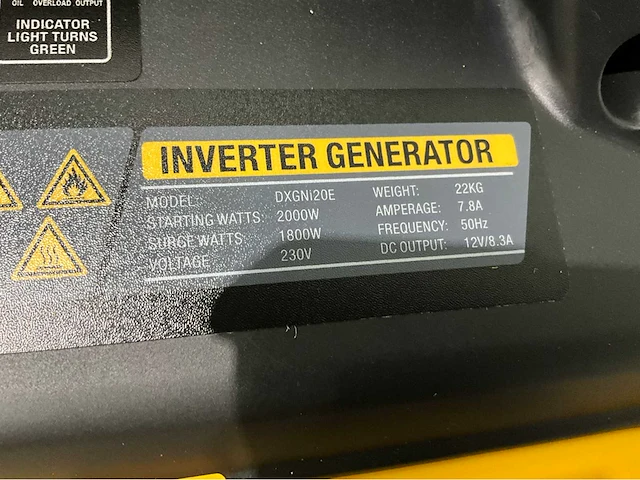 OIL OVERLOAD OUTPUT
INDICATOR
LIGHT TURNS
GREEN
INVERTER GENERATOR
MODEL: DXGNi20E
STARTING WATTS: 2000W
SURGE WATTS: 1800W
VOLTAGE: 230V
WEIGHT: 22KG
AMPERAGE: 7.8A
FREQUENCY: 50Hz
DC OUTPUT: 12V/8.3A